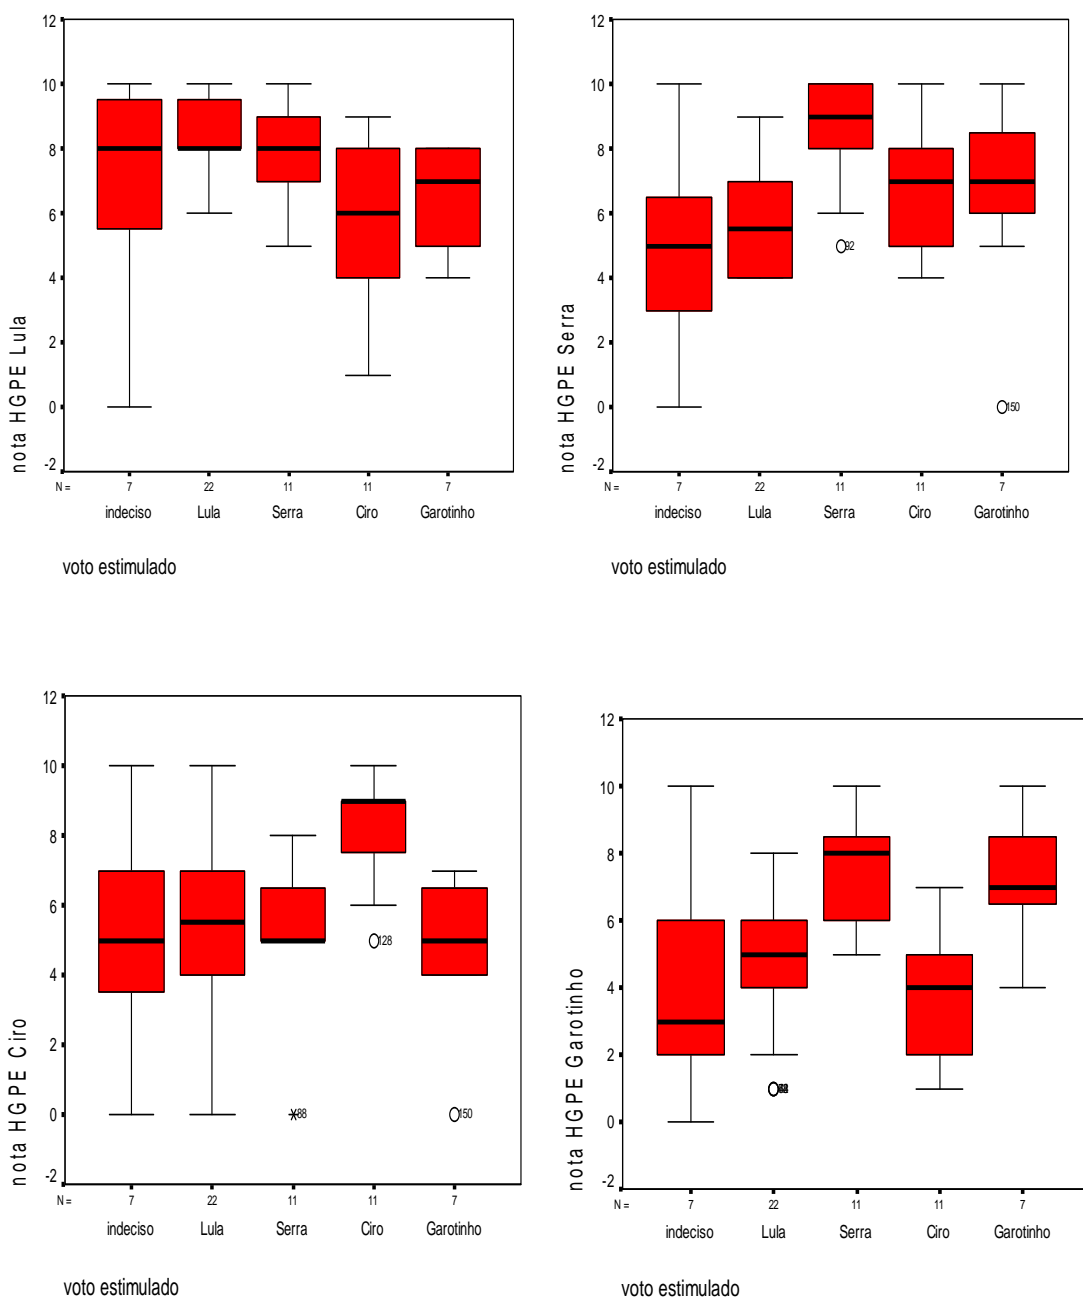 12
10
8
6
4
2
0
-2
nota HGPE Lula
N = 7 22 11 11 7
indeciso Lula Serra Ciro Garotinho
voto estimulado
12
10
8
6
4
2
0
-2
nota HGPE Serra
92
150
N = 7 22 11 11 7
indeciso Lula Serra Ciro Garotinho
voto estimulado
12
10
8
6
4
2
0
-2
nota HGPE Ciro
128
88
150
N = 7 22 11 11 7
indeciso Lula Serra Ciro Garotinho
voto estimulado
12
10
8
6
4
2
0
-2
nota HGPE Garotinho
N = 7 22 11 11 7
indeciso Lula Serra Ciro Garotinho
voto estimulado